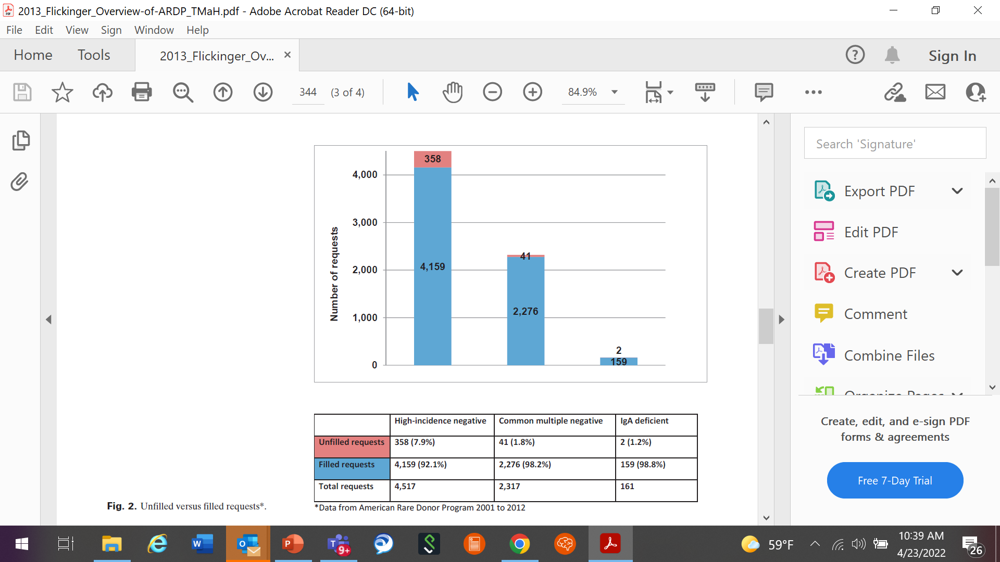 2013_Flickinger_Overview-of-ARDP_TMaH.pdf - Adobe Acrobat Reader DC (64-bit)
File Edit View Sign Window Help
Home Tools 2013_Flickinger_Ov... × Sign In
344 (3 of 4) 84.9%
Search 'Signature'
Export PDF
Edit PDF
Create PDF
Comment
Combine Files
Organize Pages
Create, edit, and e-sign PDF
forms & agreements
Free 7-Day Trial
Number of requests
4,000
3,000
2,000
1,000
0
358
4,159
41
2,276
2
159
High-incidence negative Common multiple negative IgA deficient
Unfilled requests 358 (7.9%) 41 (1.8%) 2 (1.2%)
Filled requests 4,159 (92.1%) 2,276 (98.2%) 159 (98.8%)
Total requests 4,517 2,317 161
Fig. 2. Unfilled versus filled requests*.
*Data from American Rare Donor Program 2001 to 2012
9+
59°F
10:39 AM
4/23/2022
26